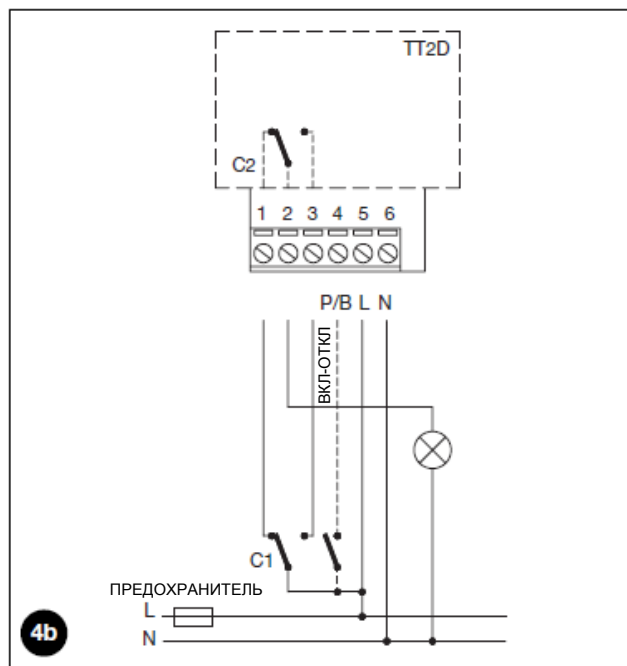 TT2D
C2
1 2 3 4 5 6
P/B L N
ВКЛ-ОТКЛ
C1
ПРЕДОХРАНИТЕЛЬ
L
N
4b